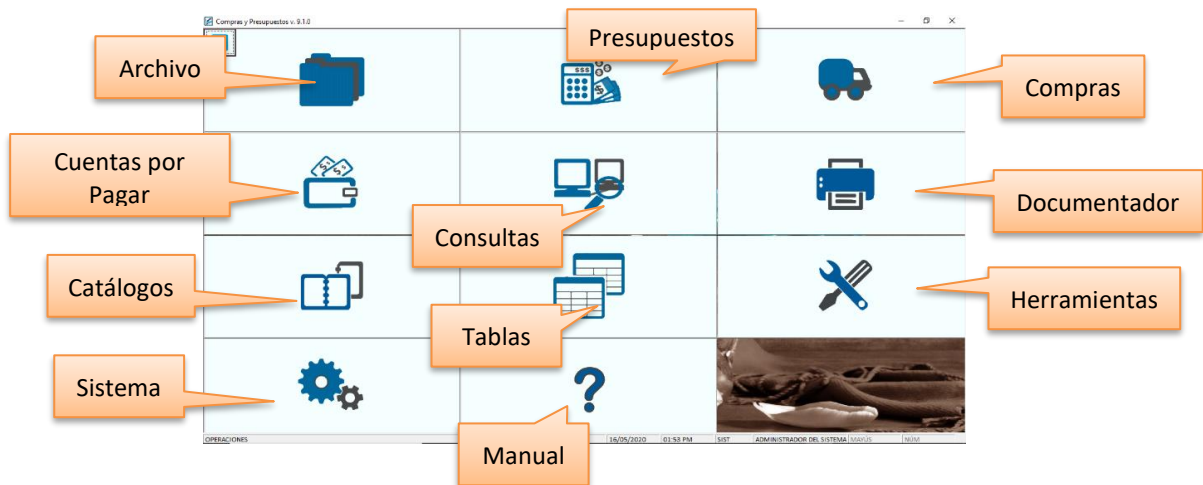 Compras y Presupuestos v. 9.1.0
Presupuestos
Archivo
Compras
Cuentas por
Pagar
Consultas
Documentador
Catálogos
Tablas
Herramientas
Sistema
Manual
OPERACIONES 16/05/2020 01:53 PM SIST ADMINISTRADOR DEL SISTEMA MAYÚS NÚM